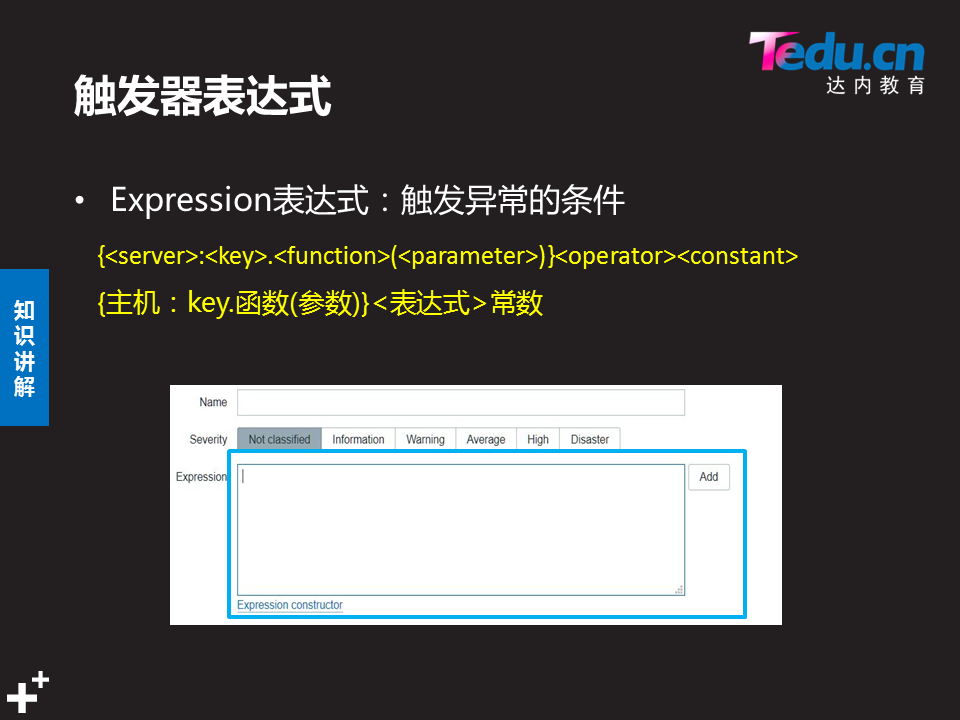 Tedu.cn
达内教育
触发器表达式
• Expression表达式：触发异常的条件
{<server>:<key>.<function>(<parameter>)}<operator><constant>
{主机：key.函数(参数)}<表达式>常数
知识讲解
Name
Severity Not classified Information Warning Average High Disaster
Expression Add
Expression constructor